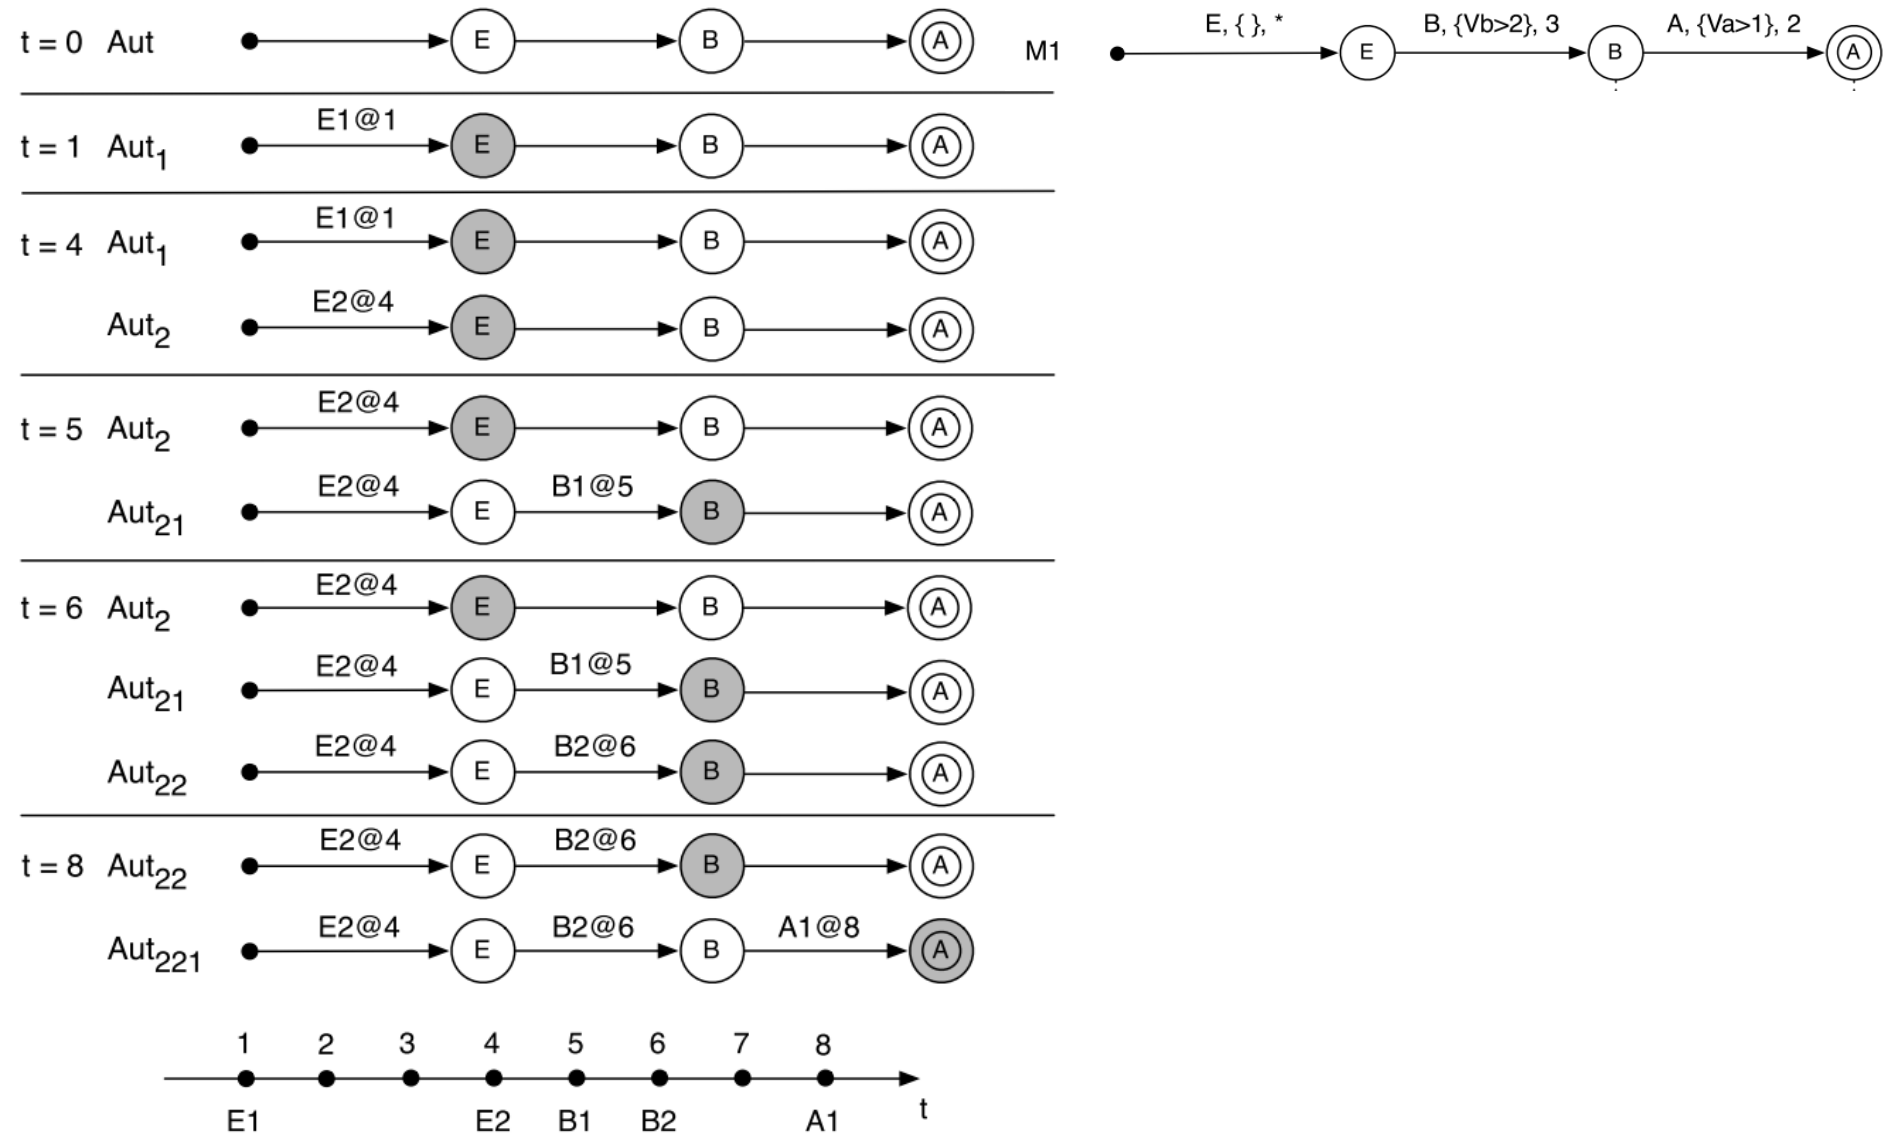 t = 0 Aut E B A
M1 E, { }, * E B, {Vb>2}, 3 B A, {Va>1}, 2 A
E1@1
t = 1 Aut1 E B A
E1@1
t = 4 Aut1 E B A
E2@4
Aut2 E B A
E2@4
t = 5 Aut2 E B A
E2@4 B1@5
Aut21 E B A
E2@4
t = 6 Aut2 E B A
E2@4 B1@5
Aut21 E B A
E2@4 B2@6
Aut22 E B A
E2@4 B2@6
t = 8 Aut22 E B A
E2@4 B2@6 A1@8
Aut221 E B A
1 2 3 4 5 6 7 8
E1 E2 B1 B2 A1 t